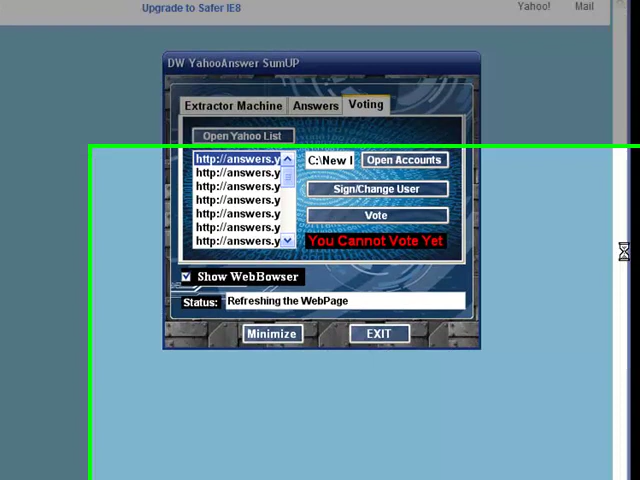 Upgrade to Safer IE8
Yahoo! Mail
DW YahooAnswer SumUP
Extractor Machine Answers Voting
Open Yahoo List
http://answers.y C:\New I Open Accounts
http://answers.y
http://answers.y Sign/Change User
http://answers.y
http://answers.y Vote
http://answers.y
http://answers.y You Cannot Vote Yet
Show WebBowser
Status: Refreshing the WebPage
Minimize EXIT